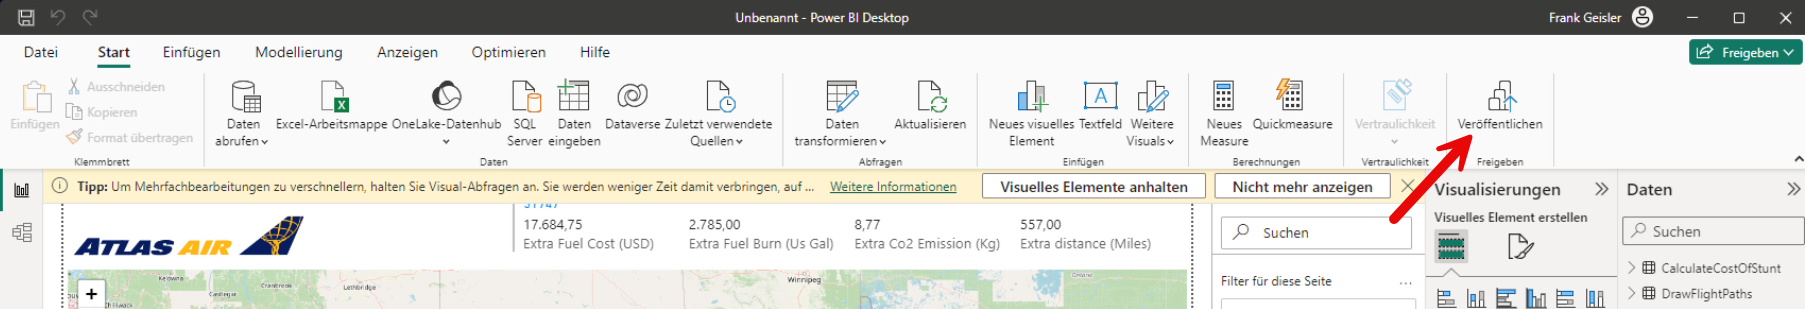 Unbenannt - Power BI Desktop
Frank Geisler
Datei Start Einfügen Modellierung Anzeigen Optimieren Hilfe
Freigeben
Einfügen
Ausschneiden
Kopieren
Format übertragen
Klemmbrett
Daten
abrufen
Excel-Arbeitsmappe
OneLake-Datenhub
SQL
Server
Daten
eingeben
Dataverse
Zuletzt verwendete
Quellen
Daten
Daten
transformieren
Aktualisieren
Abfragen
Neues visuelles
Element
Textfeld
Weitere
Visuals
Einfügen
Neues
Measure
Quickmeasure
Berechnungen
Vertraulichkeit
Vertraulichkeit
Veröffentlichen
Freigeben
Tipp: Um Mehrfachbearbeitungen zu verschnellern, halten Sie Visual-Abfragen an. Sie werden weniger Zeit damit verbringen, auf ... Weitere Informationen
Visuelles Elemente anhalten
Nicht mehr anzeigen
ATLAS AIR
17.684,75
Extra Fuel Cost (USD)
2.785,00
Extra Fuel Burn (Us Gal)
8,77
Extra Co2 Emission (Kg)
557,00
Extra distance (Miles)
+
Kelowna
Cranbrook
Lethbridge
Winnipeg
Suchen
Filter für diese Seite ...
Visualisierungen
Visuelles Element erstellen
Daten
Suchen
CalculateCostOfStunt
DrawFlightPaths